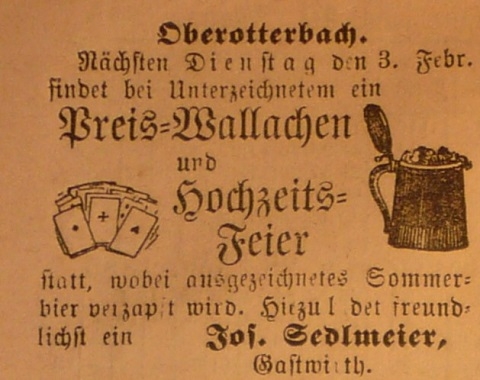 Oberotterbach.
Nächsten Dienstag den 3. Febr.
findet bei Unterzeichnetem ein
Preis-Wallachen
und
Hochzeits-
Feier
statt, wobei ausgezeichnetes Sommer-
bier verzapft wird. Hiezu ladet freund-
lichst ein Jos. Sedlmeier,
Gastwirth.